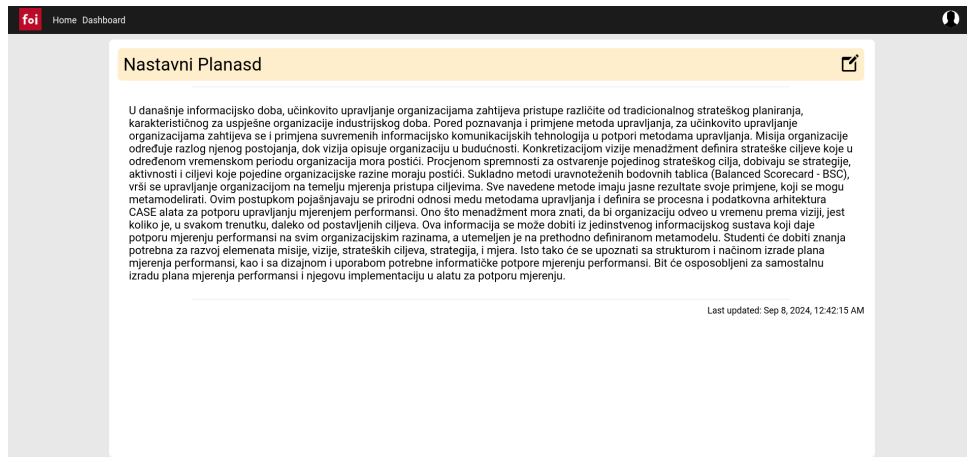 foi Home Dashboard
Nastavni Planasd
U današnje informacijsko doba, učinkovito upravljanje organizacijama zahtijeva pristupe različite od tradicionalnog strateškog planiranja,
karakterističnog za uspješne organizacije industrijskog doba. Pored poznavanja i primjene metoda upravljanja, za učinkovito upravljanje
organizacijama zahtijeva se i primjena suvremenih informacijsko komunikacijskih tehnologija u potpori metodama upravljanja. Misija organizacije
određuje razlog njenog postojanja, dok vizija opisuje organizaciju u budućnosti. Konkretizacijom vizije menadžment definira strateške ciljeve koje u
određenom vremenskom periodu organizacija mora postići. Procjenom spremnosti za ostvarenje pojedinog strateškog cilja, dobivaju se strategije,
aktivnosti i ciljevi koje pojedine organizacijske razine moraju postići. Sukladno metodi uravnoteženih bodovnih tablica (Balanced Scorecard - BSC),
vrši se upravljanje organizacijom na temelju mjerenja pristupa ciljevima. Sve navedene metode imaju jasne rezultate svoje primjene, koji se mogu
metamodelirati. Ovim postupkom pojašnjavaju se prirodni odnosi medu metodama upravljanja i definira se procesna i podatkovna arhitektura
CASE alata za potporu upravljanju mjerenjem performansi. Ono što menadžment mora znati, da bi organizaciju odveo u vremenu prema viziji, jest
koliko je, u svakom trenutku, daleko od postavljenih ciljeva. Ova informacija se može dobiti iz jedinstvenog informacijskog sustava koji daje
potporu mjerenju performansi na svim organizacijskim razinama, a utemeljen je na prethodno definiranom metamodelu. Studenti će dobiti znanja
potrebna za razvoj elemenata misije, vizije, strateških ciljeva, strategija, i mjera. Isto tako će se upoznati sa strukturom i načinom izrade plana
mjerenja performansi, kao i sa dizajnom i uporabom potrebne informatičke potpore mjerenju performansi. Bit će osposobljeni za samostalnu
izradu plana mjerenja performansi i njegovu implementaciju u alatu za potporu mjerenju.
Last updated: Sep 8, 2024, 12:42:15 AM